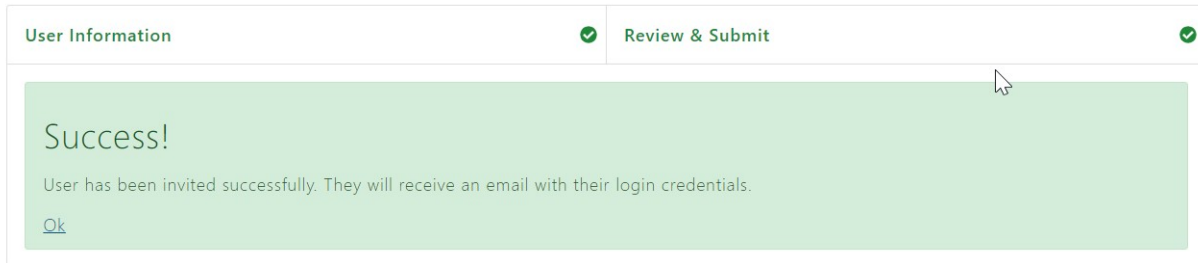 User Information
Review & Submit
Success!
User has been invited successfully. They will receive an email with their login credentials.
Ok